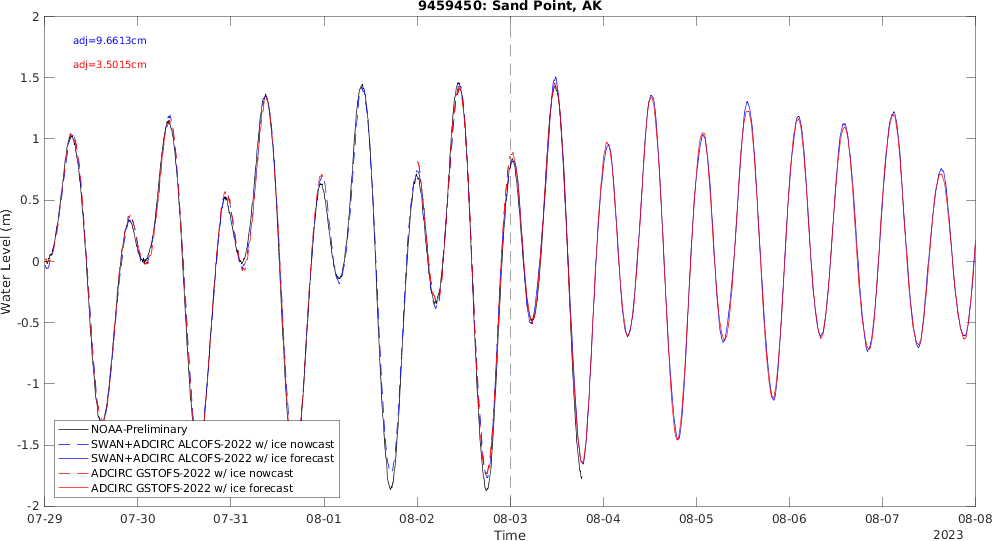 9459450: Sand Point, AK
adj=9.6613cm
adj=3.5015cm
2
1.5
1
0.5
0
-0.5
-1
-1.5
-2
Water Level (m)
NOAA-Preliminary
SWAN+ADCIRC ALCOFS-2022 w/ ice nowcast
SWAN+ADCIRC ALCOFS-2022 w/ ice forecast
ADCIRC GSTOFS-2022 w/ ice nowcast
ADCIRC GSTOFS-2022 w/ ice forecast
07-29 07-30 07-31 08-01 08-02 08-03 08-04 08-05 08-06 08-07 08-08
Time
2023